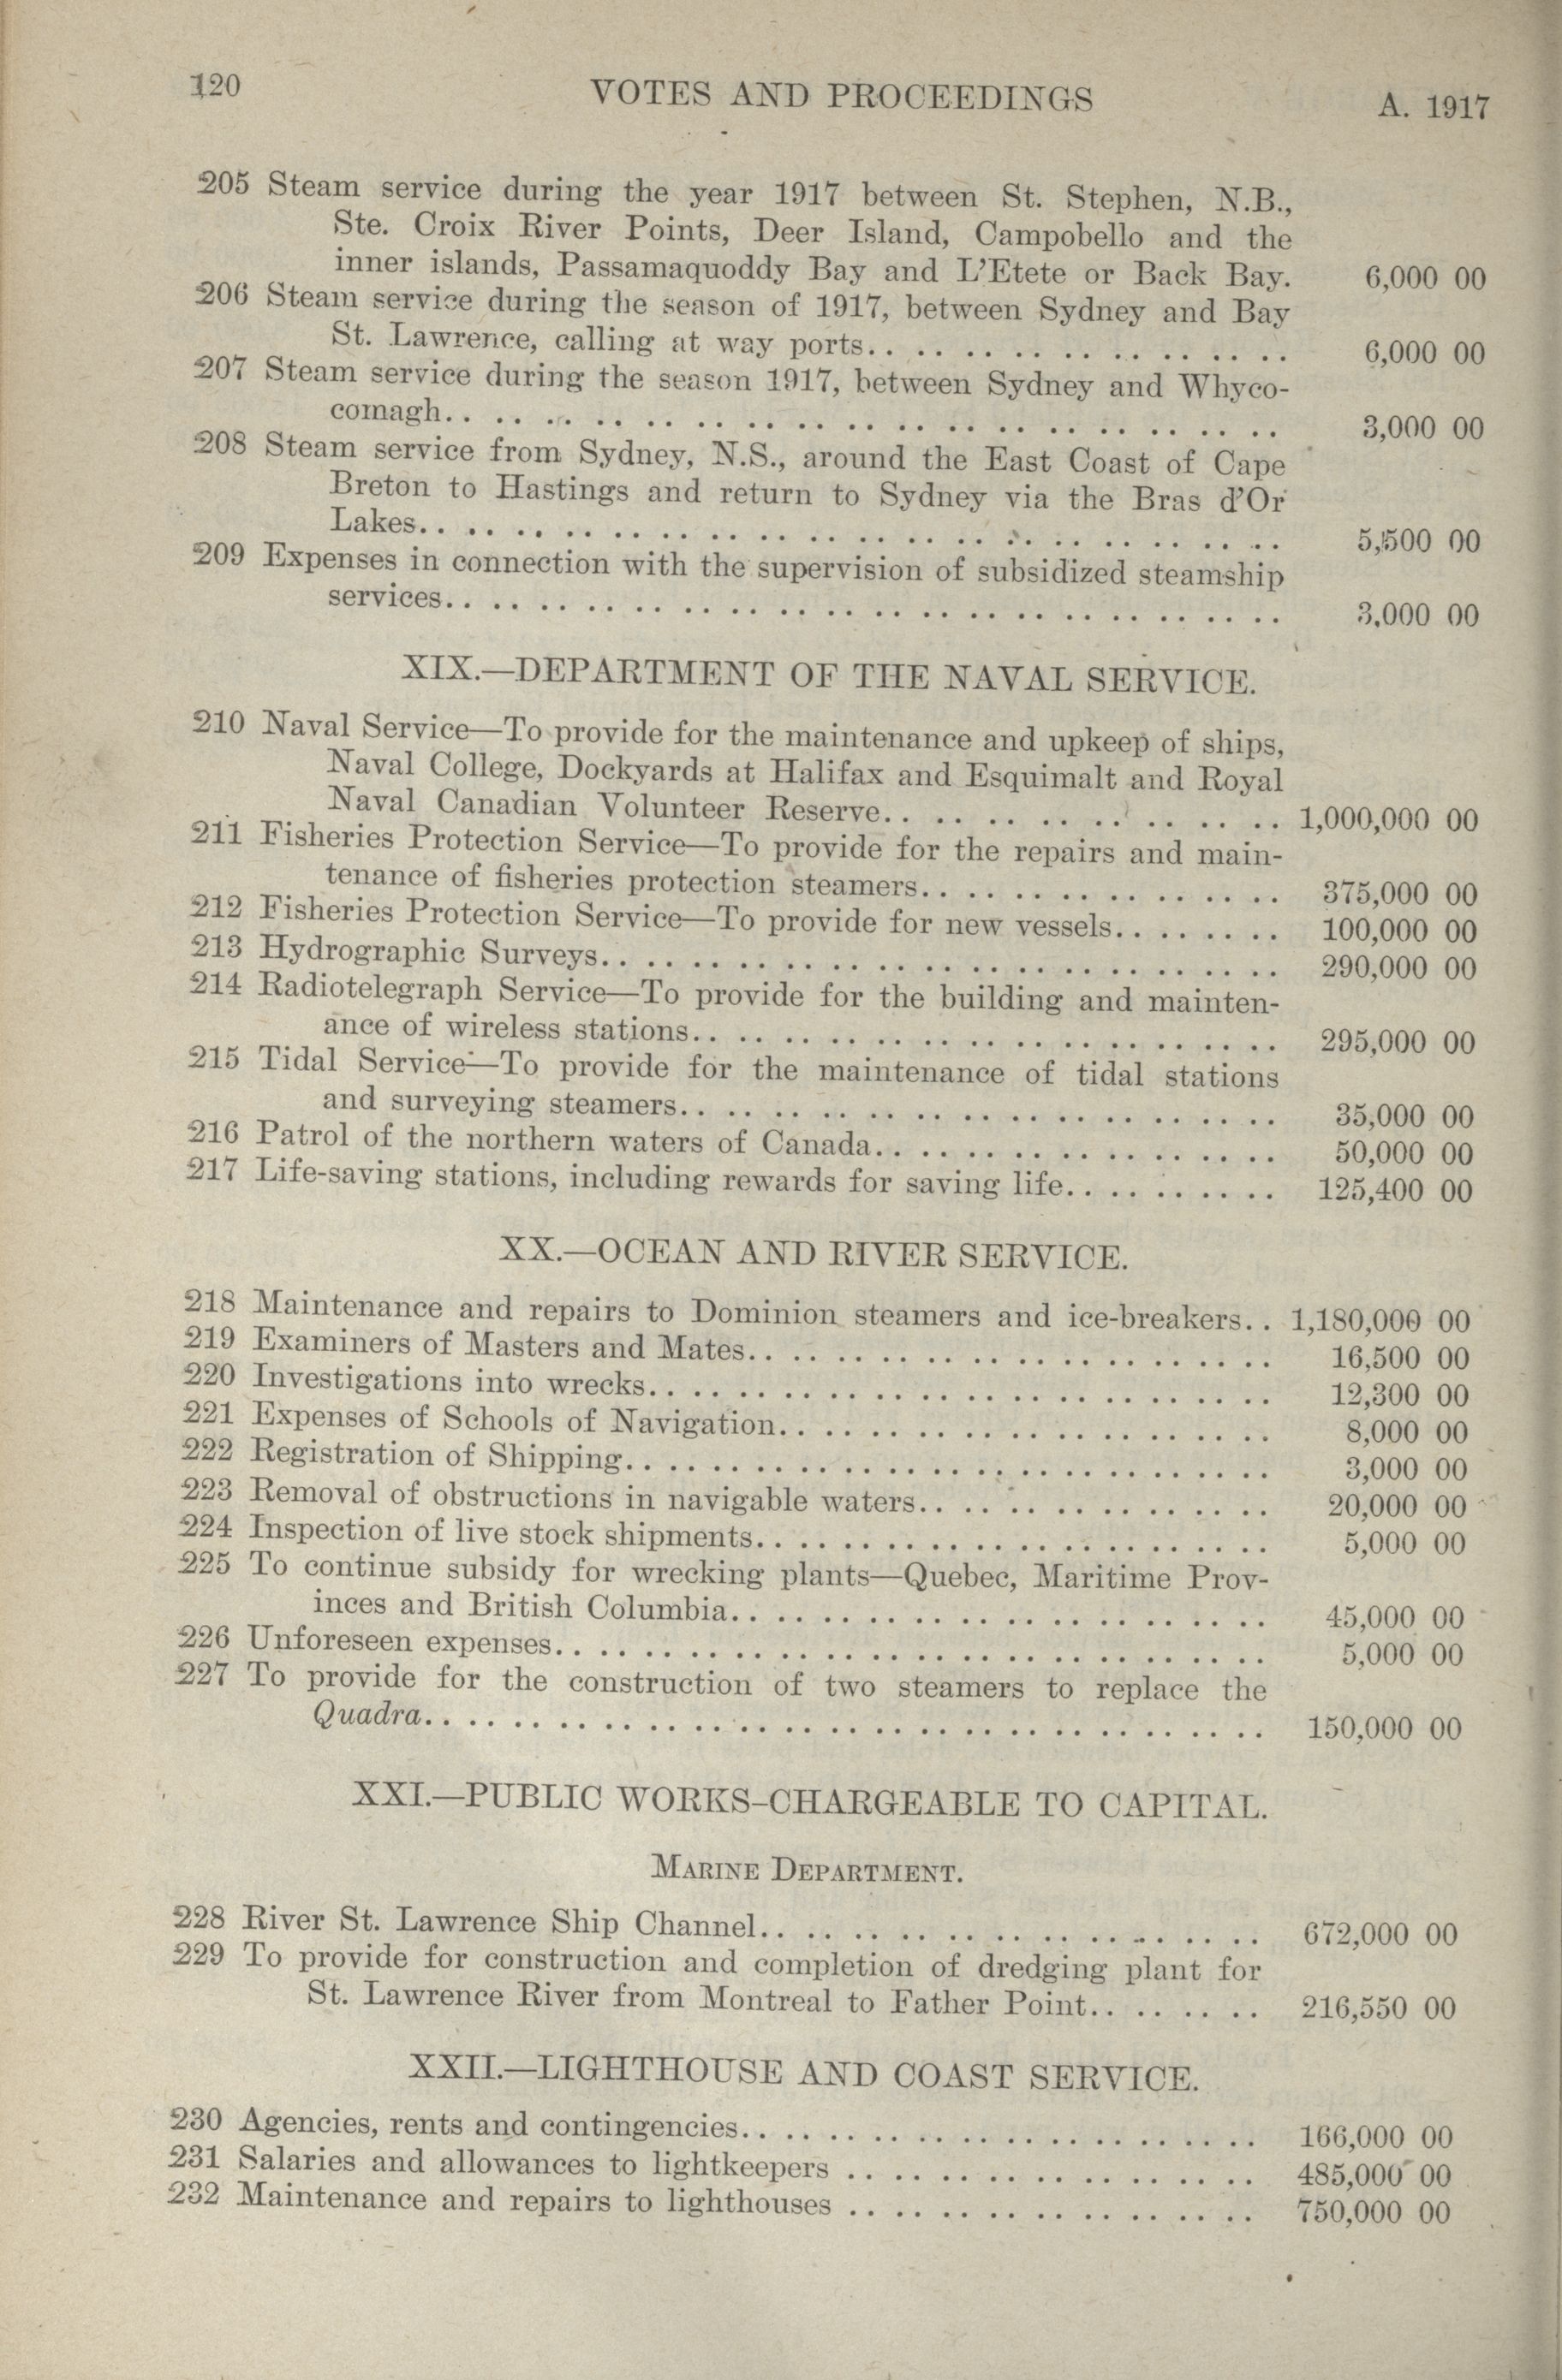 120
VOTES AND PROCEEDINGS
A. 1917
205 Steam service during the year 1917 between St. Stephen, N.B.,
Ste. Croix River Points, Deer Island, Campobello and the
inner islands, Passamaquoddy Bay and L'Etete or Back Bay. 6,000 00
206 Steam service during the season of 1917, between Sydney and Bay
St. Lawrence, calling at way ports. . . . . . . . . . . . . . . . . . 6,000 00
207 Steam service during the season 1917, between Sydney and Whyco-
comagh. . . . . . . . . . . . . . . . . . . . . . . . . . . . . . . . . . 3,000 00
208 Steam service from Sydney, N.S., around the East Coast of Cape
Breton to Hastings and return to Sydney via the Bras d'Or
Lakes. . . . . . . . . . . . . . . . . . . . . . . . . . . . . . . . . . . 5,500 00
209 Expenses in connection with the supervision of subsidized steamship
services. . . . . . . . . . . . . . . . . . . . . . . . . . . . . . . . . . 3,000 00
XIX.—DEPARTMENT OF THE NAVAL SERVICE.
210 Naval Service—To provide for the maintenance and upkeep of ships,
Naval College, Dockyards at Halifax and Esquimalt and Royal
Naval Canadian Volunteer Reserve. . . . . . . . . . . . . . . . . 1,000,000 00
211 Fisheries Protection Service—To provide for the repairs and main-
tenance of fisheries protection steamers. . . . . . . . . . . . . . . . 375,000 00
212 Fisheries Protection Service—To provide for new vessels. . . . . . . . 100,000 00
213 Hydrographic Surveys. . . . . . . . . . . . . . . . . . . . . . . . . . . . . . 290,000 00
214 Radiotelegraph Service—To provide for the building and mainten-
ance of wireless stations. . . . . . . . . . . . . . . . . . . . . . . . . . 295,000 00
215 Tidal Service—To provide for the maintenance of tidal stations
and surveying steamers. . . . . . . . . . . . . . . . . . . . . . . . . . 35,000 00
216 Patrol of the northern waters of Canada. . . . . . . . . . . . . . . . . . 50,000 00
217 Life-saving stations, including rewards for saving life. . . . . . . . . . 125,400 00
XX.—OCEAN AND RIVER SERVICE.
218 Maintenance and repairs to Dominion steamers and ice-breakers. . 1,180,000 00
219 Examiners of Masters and Mates. . . . . . . . . . . . . . . . . . . . . . . . 16,500 00
220 Investigations into wrecks. . . . . . . . . . . . . . . . . . . . . . . . . . . . 12,300 00
221 Expenses of Schools of Navigation. . . . . . . . . . . . . . . . . . . . . . 8,000 00
222 Registration of Shipping. . . . . . . . . . . . . . . . . . . . . . . . . . . . . 3,000 00
223 Removal of obstructions in navigable waters. . . . . . . . . . . . . . . . 20,000 00
224 Inspection of live stock shipments. . . . . . . . . . . . . . . . . . . . . . . 5,000 00
225 To continue subsidy for wrecking plants—Quebec, Maritime Prov-
inces and British Columbia. . . . . . . . . . . . . . . . . . . . . . . . 45,000 00
226 Unforeseen expenses. . . . . . . . . . . . . . . . . . . . . . . . . . . . . . . . 5,000 00
227 To provide for the construction of two steamers to replace the
Quadra. . . . . . . . . . . . . . . . . . . . . . . . . . . . . . . . . . . . . 150,000 00
XXI.—PUBLIC WORKS-CHARGEABLE TO CAPITAL.
MARINE DEPARTMENT.
228 River St. Lawrence Ship Channel. . . . . . . . . . . . . . . . . . . . . . 672,000 00
229 To provide for construction and completion of dredging plant for
St. Lawrence River from Montreal to Father Point. . . . . . . . 216,550 00
XXII.—LIGHTHOUSE AND COAST SERVICE.
230 Agencies, rents and contingencies. . . . . . . . . . . . . . . . . . . . . . . . 166,000 00
231 Salaries and allowances to lightkeepers . . . . . . . . . . . . . . . . . . 485,000 00
232 Maintenance and repairs to lighthouses . . . . . . . . . . . . . . . . . . 750,000 00